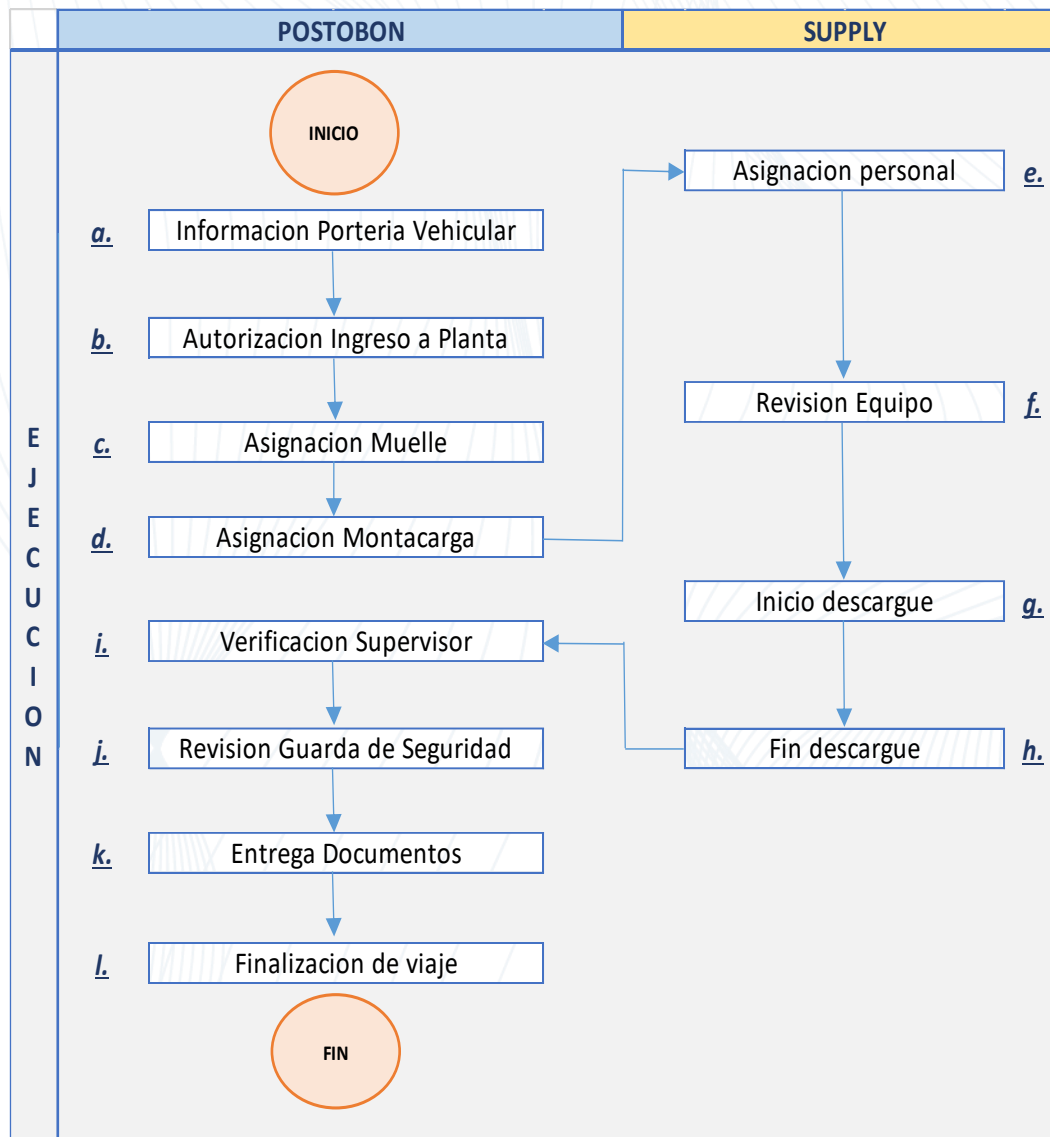 POSTOBON
SUPPLY
INICIO
Asignacion personal
e.
a.
Informacion Porteria Vehicular
b.
Autorizacion Ingreso a Planta
Revision Equipo
f.
c.
Asignacion Muelle
d.
Asignacion Montacarga
Inicio descargue
g.
i.
Verificacion Supervisor
j.
Revision Guarda de Seguridad
Fin descargue
h.
k.
Entrega Documentos
l.
Finalizacion de viaje
FIN
E
J
E
C
U
C
I
O
N